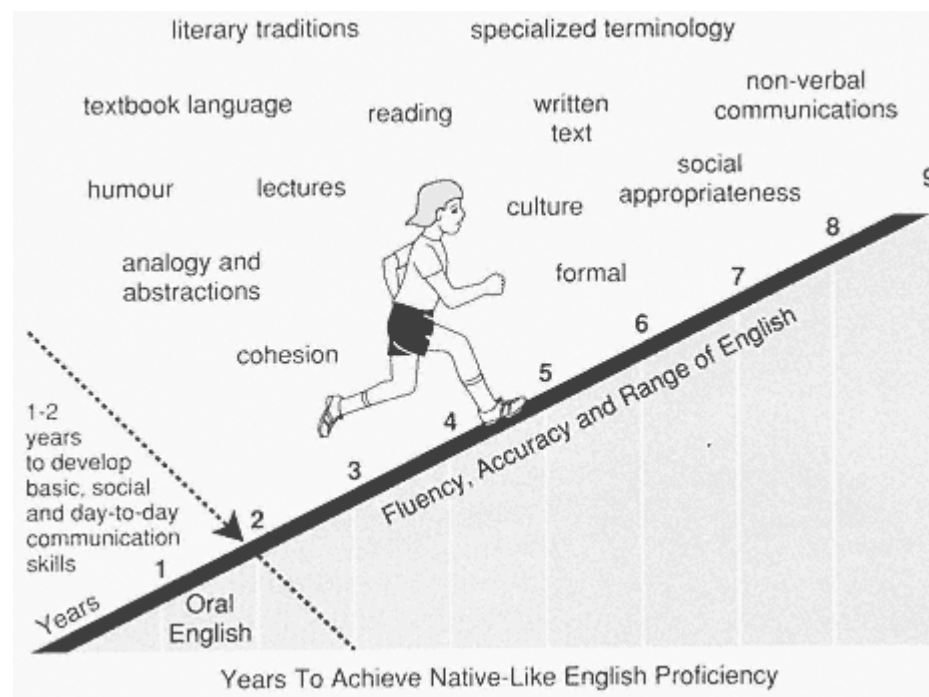 literary traditions
specialized terminology
textbook language
reading
written
text
non-verbal
communications
humour
lectures
culture
social
appropriateness
analogy and
abstractions
formal
cohesion
1-2
years
to develop
basic, social
and day-to-day
communication
skills
Years
1
2
3
4
5
6
7
8
9
Oral
English
Fluency, Accuracy and Range of English
Years To Achieve Native-Like English Proficiency